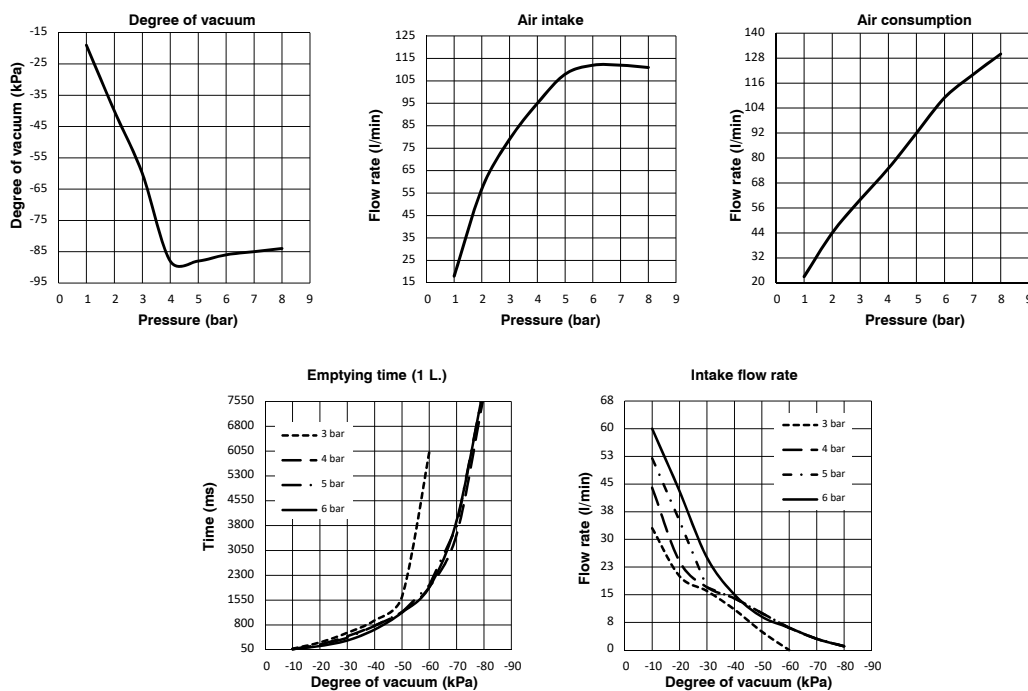 Degree of vacuum
Degree of vacuum (kPa)
-15
-25
-35
-45
-55
-65
-75
-85
-95
0 1 2 3 4 5 6 7 8 9
Pressure (bar)
Air intake
Flow rate (l/min)
125
115
105
95
85
75
65
55
45
35
25
15
0 1 2 3 4 5 6 7 8 9
Pressure (bar)
Air consumption
Flow rate (l/min)
140
128
116
104
92
80
68
56
44
32
20
0 1 2 3 4 5 6 7 8 9
Pressure (bar)
Emptying time (1 L.)
Time (ms)
7550
6800
6050
5300
4550
3800
3050
2300
1550
800
50
3 bar
4 bar
5 bar
6 bar
0 -10 -20 -30 -40 -50 -60 -70 -80 -90
Degree of vacuum (kPa)
Intake flow rate
Flow rate (l/min)
68
60
53
45
38
30
23
15
8
0
3 bar
4 bar
5 bar
6 bar
0 -10 -20 -30 -40 -50 -60 -70 -80 -90
Degree of vacuum (kPa)